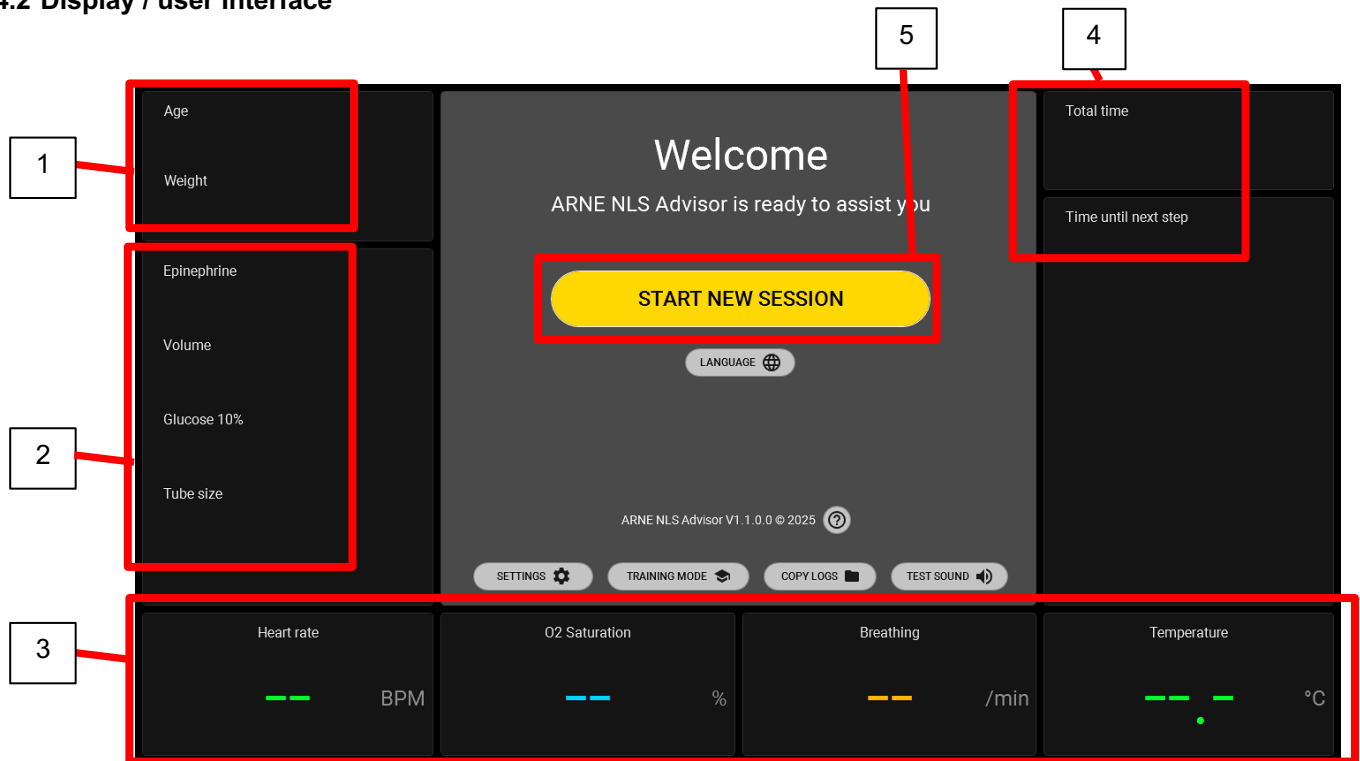 4.2 Display / user interface
5
4
1
Age
Weight
Welcome
ARNE NLS Advisor is ready to assist you
Total time
Time until next step
2
Epinephrine
Volume
Glucose 10%
Tube size
START NEW SESSION
LANGUAGE
ARNE NLS Advisor V1.1.0.0 © 2025
SETTINGS
TRAINING MODE
COPY LOGS
TEST SOUND
3
Heart rate
-- BPM
O2 Saturation
-- %
Breathing
-- /min
Temperature
--.- °C